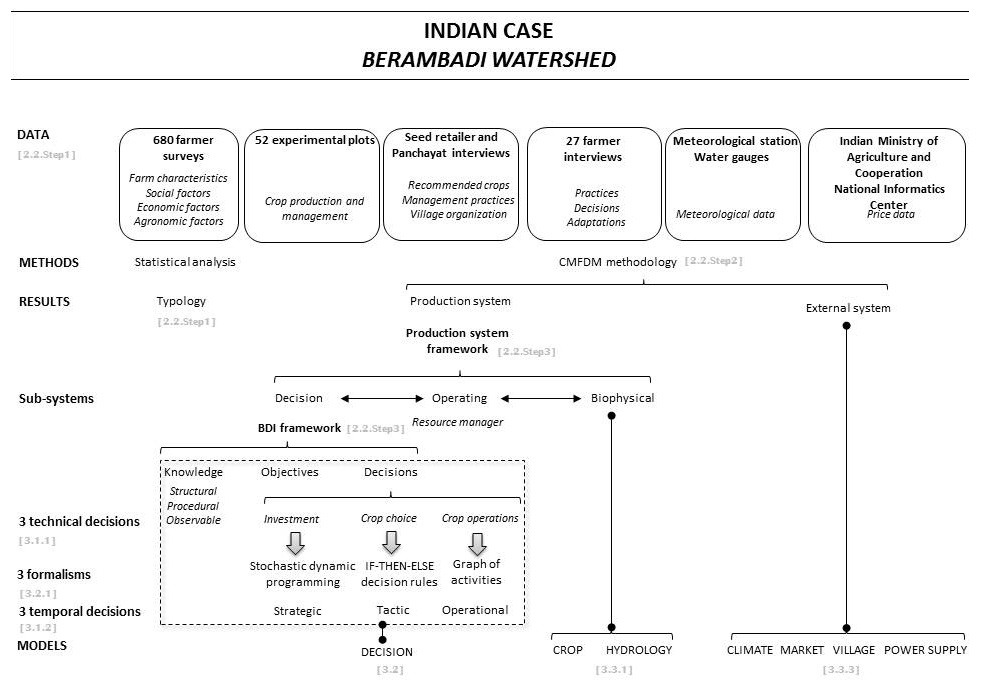 INDIAN CASE
BERAMBADI WATERSHED
DATA
[2.2.Step1]
680 farmer
surveys
Farm characteristics
Social factors
Economic factors
Agronomic factors
52 experimental plots
Crop production and
management
Seed retailer and
Panchayat interviews
Recommended crops
Management practices
Village organization
27 farmer
interviews
Practices
Decisions
Adaptations
Meteorological station
Water gauges
Meteorological data
Indian Ministry of
Agriculture and
Cooperation
National Informatics
Center
Price data
METHODS
Statistical analysis
CMFDM methodology [2.2.Step2]
RESULTS
Typology
[2.2.Step1]
Production system
External system
Production system
framework [2.2.Step3]
Sub-systems
Decision
Operating
Biophysical
Resource manager
BDI framework [2.2.Step3]
Knowledge
Objectives
Decisions
Structural
Procedural
Observable
3 technical decisions
[3.1.1]
Investment
Crop choice
Crop operations
3 formalisms
[3.2.1]
Stochastic dynamic
programming
IF-THEN-ELSE
decision rules
Graph of
activities
3 temporal decisions
[3.1.2]
Strategic
Tactic
Operational
MODELS
DECISION
[3.2]
CROP HYDROLOGY
[3.3.1]
CLIMATE MARKET VILLAGE POWER SUPPLY
[3.3.3]